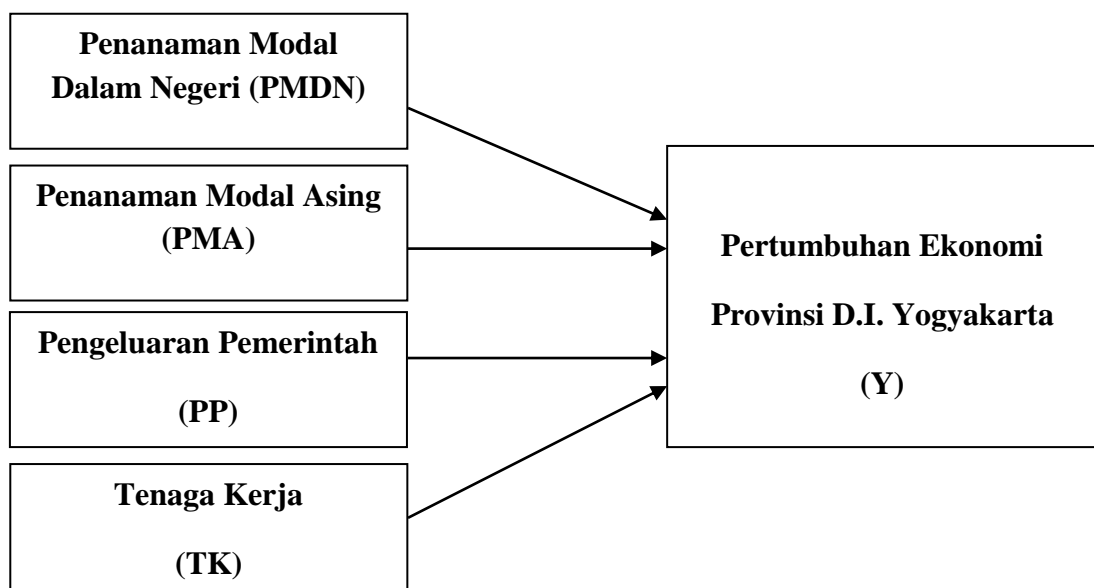 Penanaman Modal
Dalam Negeri (PMDN)
Penanaman Modal Asing
(PMA)
Pengeluaran Pemerintah
(PP)
Tenaga Kerja
(TK)
Pertumbuhan Ekonomi
Provinsi D.I. Yogyakarta
(Y)